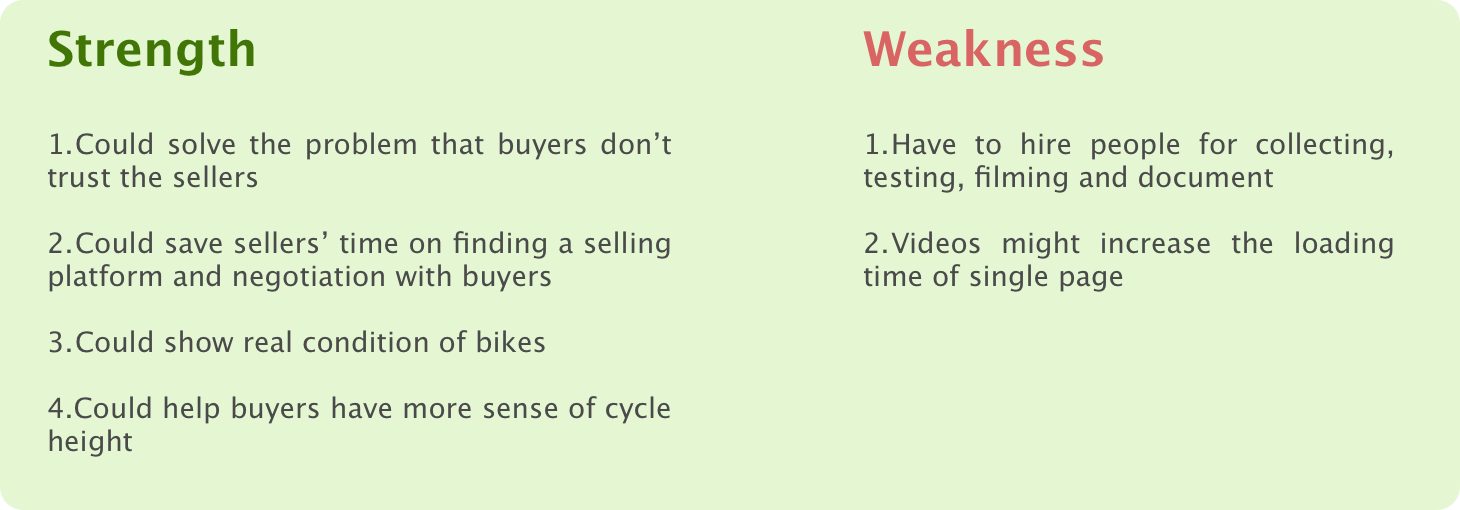 Strength
1.Could solve the problem that buyers don’t
trust the sellers
2.Could save sellers’ time on finding a selling
platform and negotiation with buyers
3.Could show real condition of bikes
4.Could help buyers have more sense of cycle
height
Weakness
1.Have to hire people for collecting,
testing, filming and document
2.Videos might increase the loading
time of single page